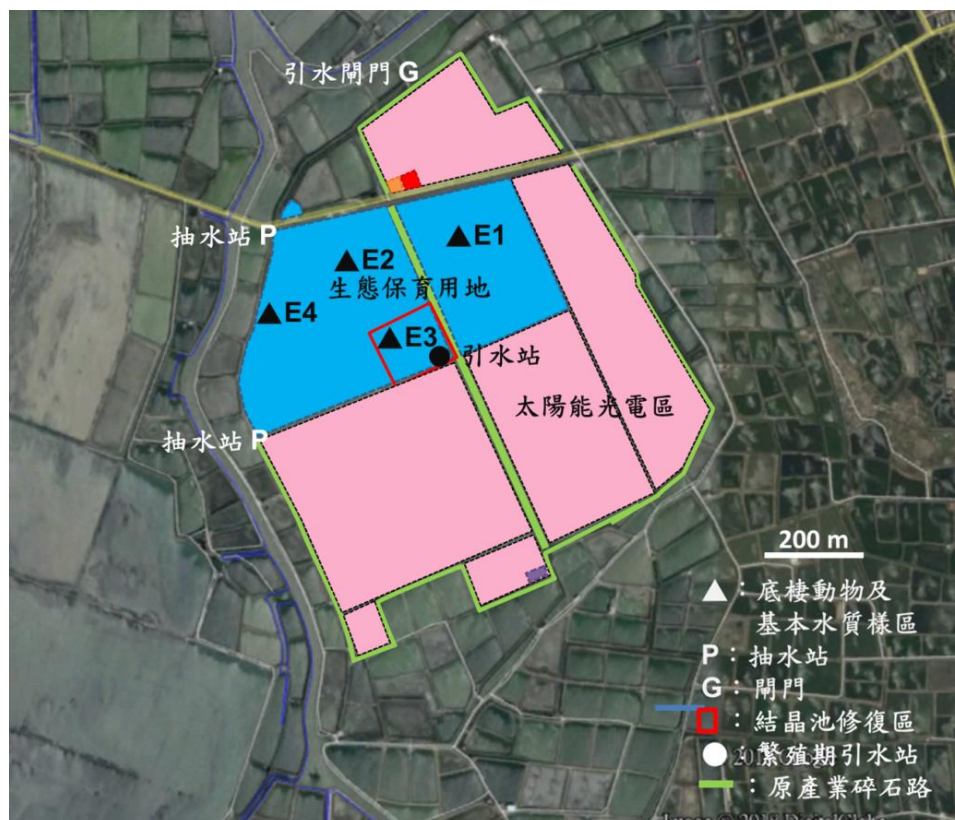 引水閘門 G
抽水站 P
E1
E2
生態保育用地
E4
E3
引水站
太陽能光電區
抽水站 P
200 m
：底棲動物及
基本水質樣區
P：抽水站
G：閘門
：結晶池修復區
：繁殖期引水站
：原產業碎石路